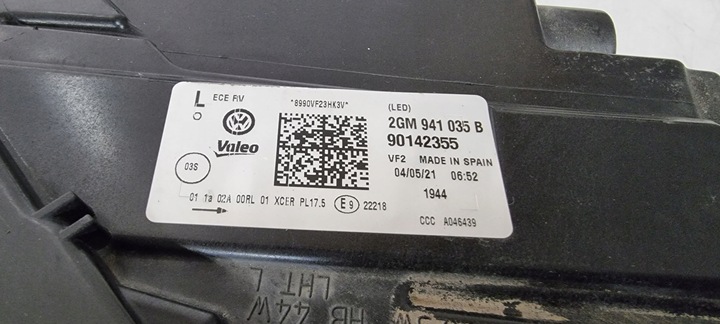 L ECE RV
*8990VF23HK3V*
(LED)
2GM 941 035 B
90142355
Valeo
VF2 MADE IN SPAIN
03S
04/05/21 06:52
1944
01 1a 02A 00RL 01 XCER PL17.5 E9 22218
CCC A046439
HB 44W
LHT L